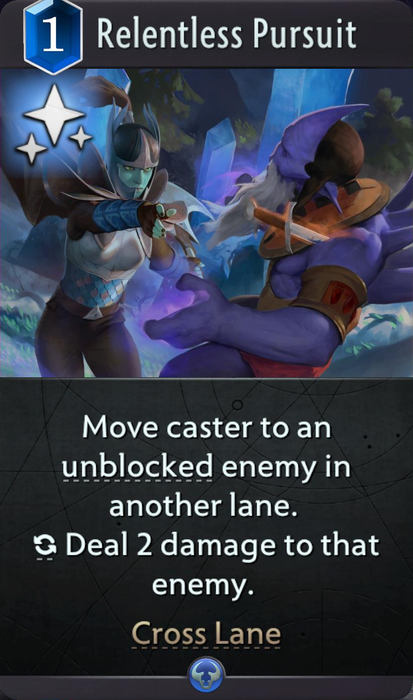 1 Relentless Pursuit
Move caster to an
unblocked enemy in
another lane.
Deal 2 damage to that
enemy.
Cross Lane